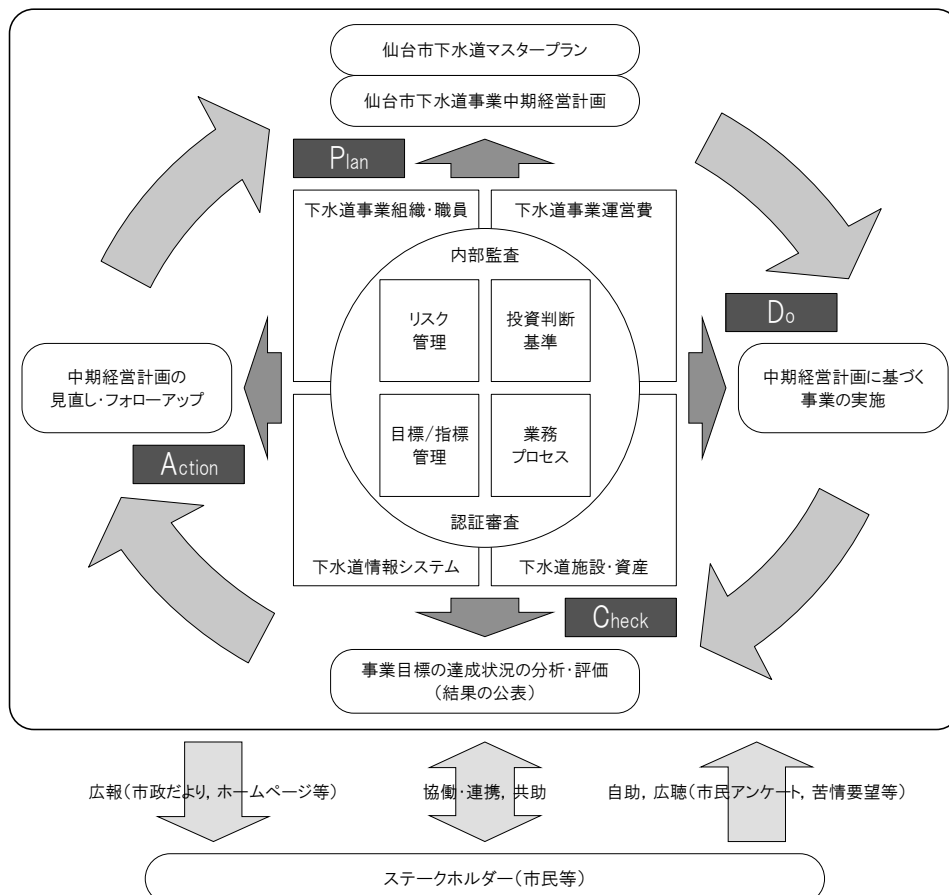 仙台市下水道マスタープラン
仙台市下水道事業中期経営計画
Plan
下水道事業組織・職員
下水道事業運営費
内部監査
リスク
管理
投資判断
基準
Do
中期経営計画の
見直し・フォローアップ
中期経営計画に基づく
事業の実施
目標/指標
管理
業務
プロセス
Action
認証審査
下水道情報システム
下水道施設・資産
Check
事業目標の達成状況の分析・評価
（結果の公表）
広報（市政だより，ホームページ等）
協働・連携，共助
自助，広聴（市民アンケート，苦情要望等）
ステークホルダー（市民等）